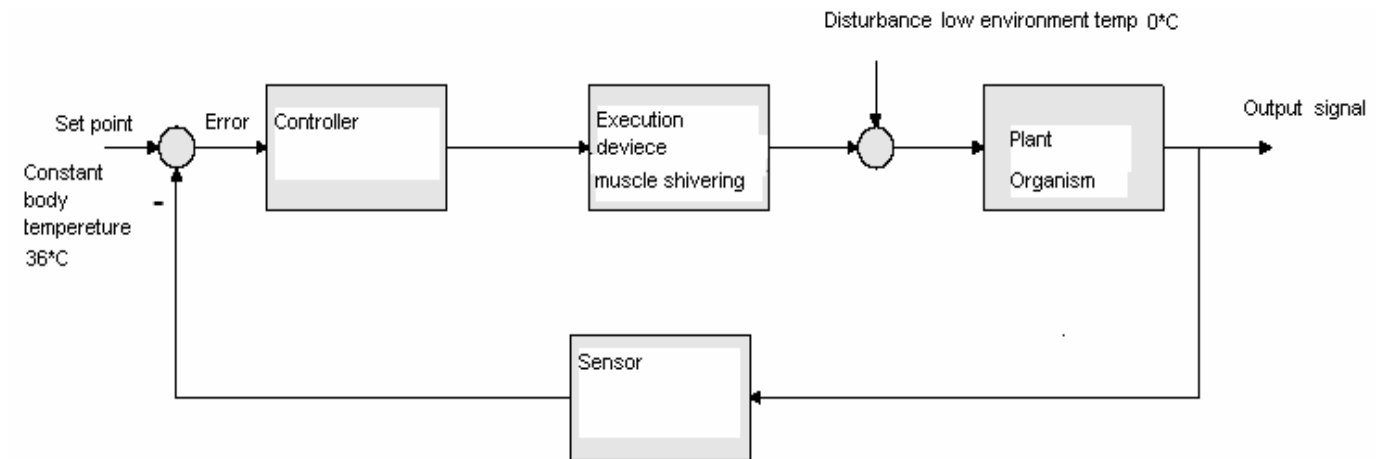 Disturbance low environment temp 0*C
Set point
Error
Controller
Execution
deviece
muscle shivering
Plant
Organism
Output signal
Constant
body
tempereture
36*C
-
Sensor